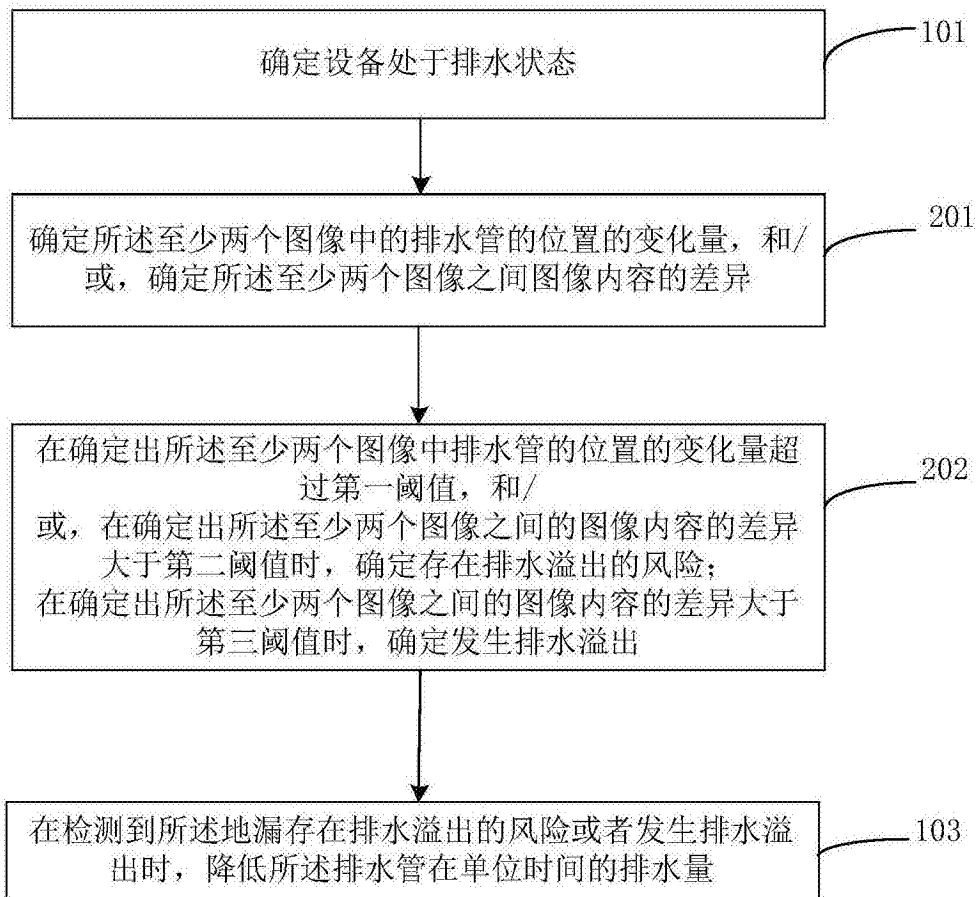 确定设备处于排水状态
101
确定所述至少两个图像中的排水管的位置的变化量，和/
或，确定所述至少两个图像之间图像内容的差异
201
在确定出所述至少两个图像中排水管的位置的变化量超
过第一阈值，和/
或，在确定出所述至少两个图像之间的图像内容的差异
大于第二阈值时，确定存在排水溢出的风险；
在确定出所述至少两个图像之间的图像内容的差异大于
第三阈值时，确定发生排水溢出
202
在检测到所述地漏存在排水溢出的风险或者发生排水溢
出时，降低所述排水管在单位时间的排水量
103